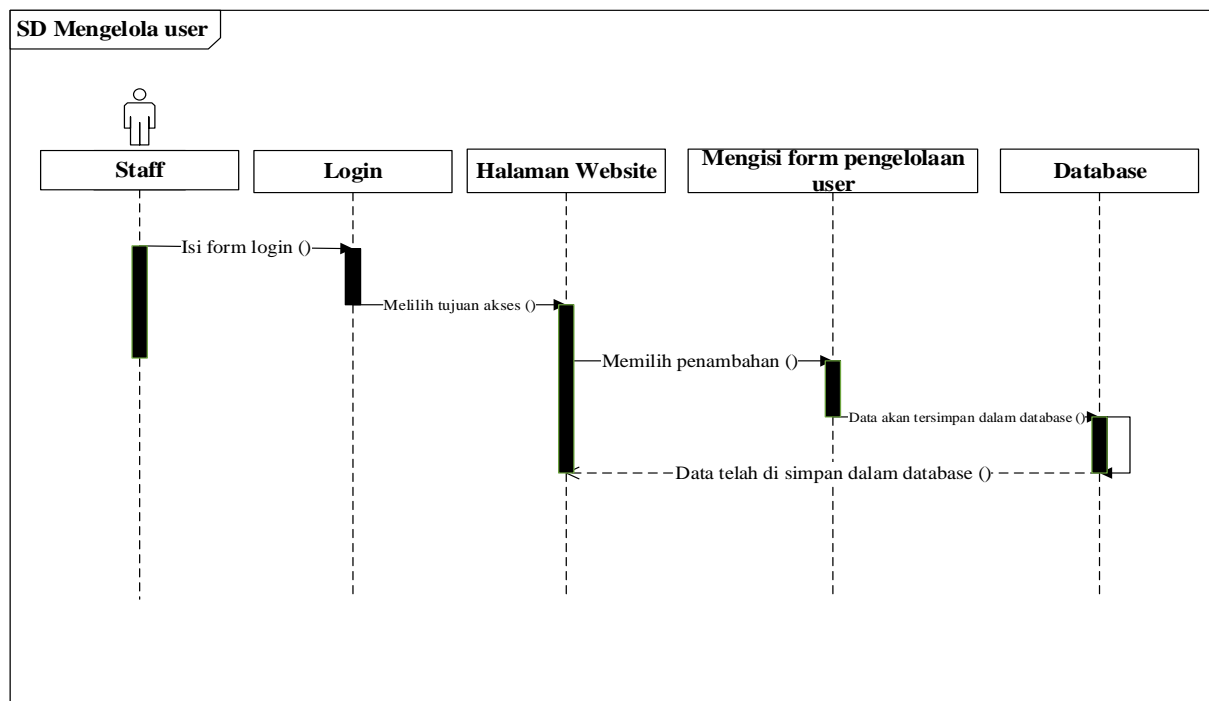 SD Mengelola user
Staff
Login
Halaman Website
Mengisi form pengelolaan
user
Database
Isi form login ()
Melilih tujuan akses ()
Memilih penambahan ()
Data akan tersimpan dalam database ()
Data telah di simpan dalam database ()